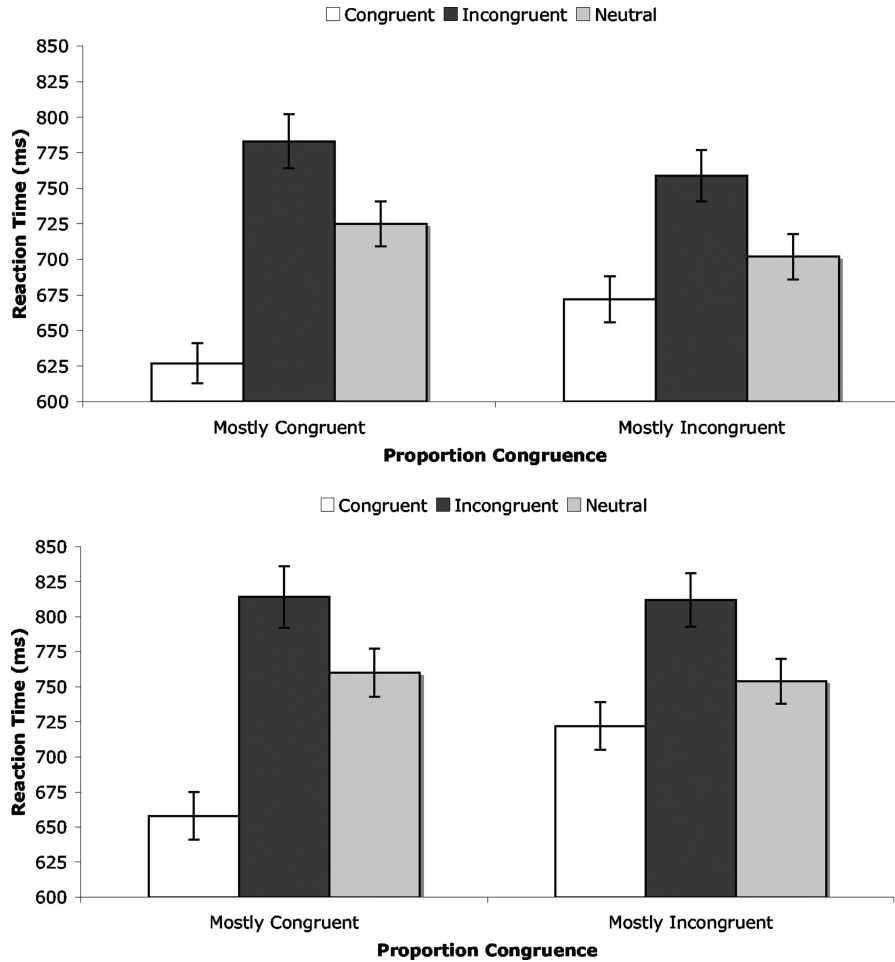 Congruent Incongruent Neutral
850
825
800
775
750
725
700
675
650
625
600
Reaction Time (ms)
Mostly Congruent Mostly Incongruent
Proportion Congruence
Congruent Incongruent Neutral
850
825
800
775
750
725
700
675
650
625
600
Reaction Time (ms)
Mostly Congruent Mostly Incongruent
Proportion Congruence